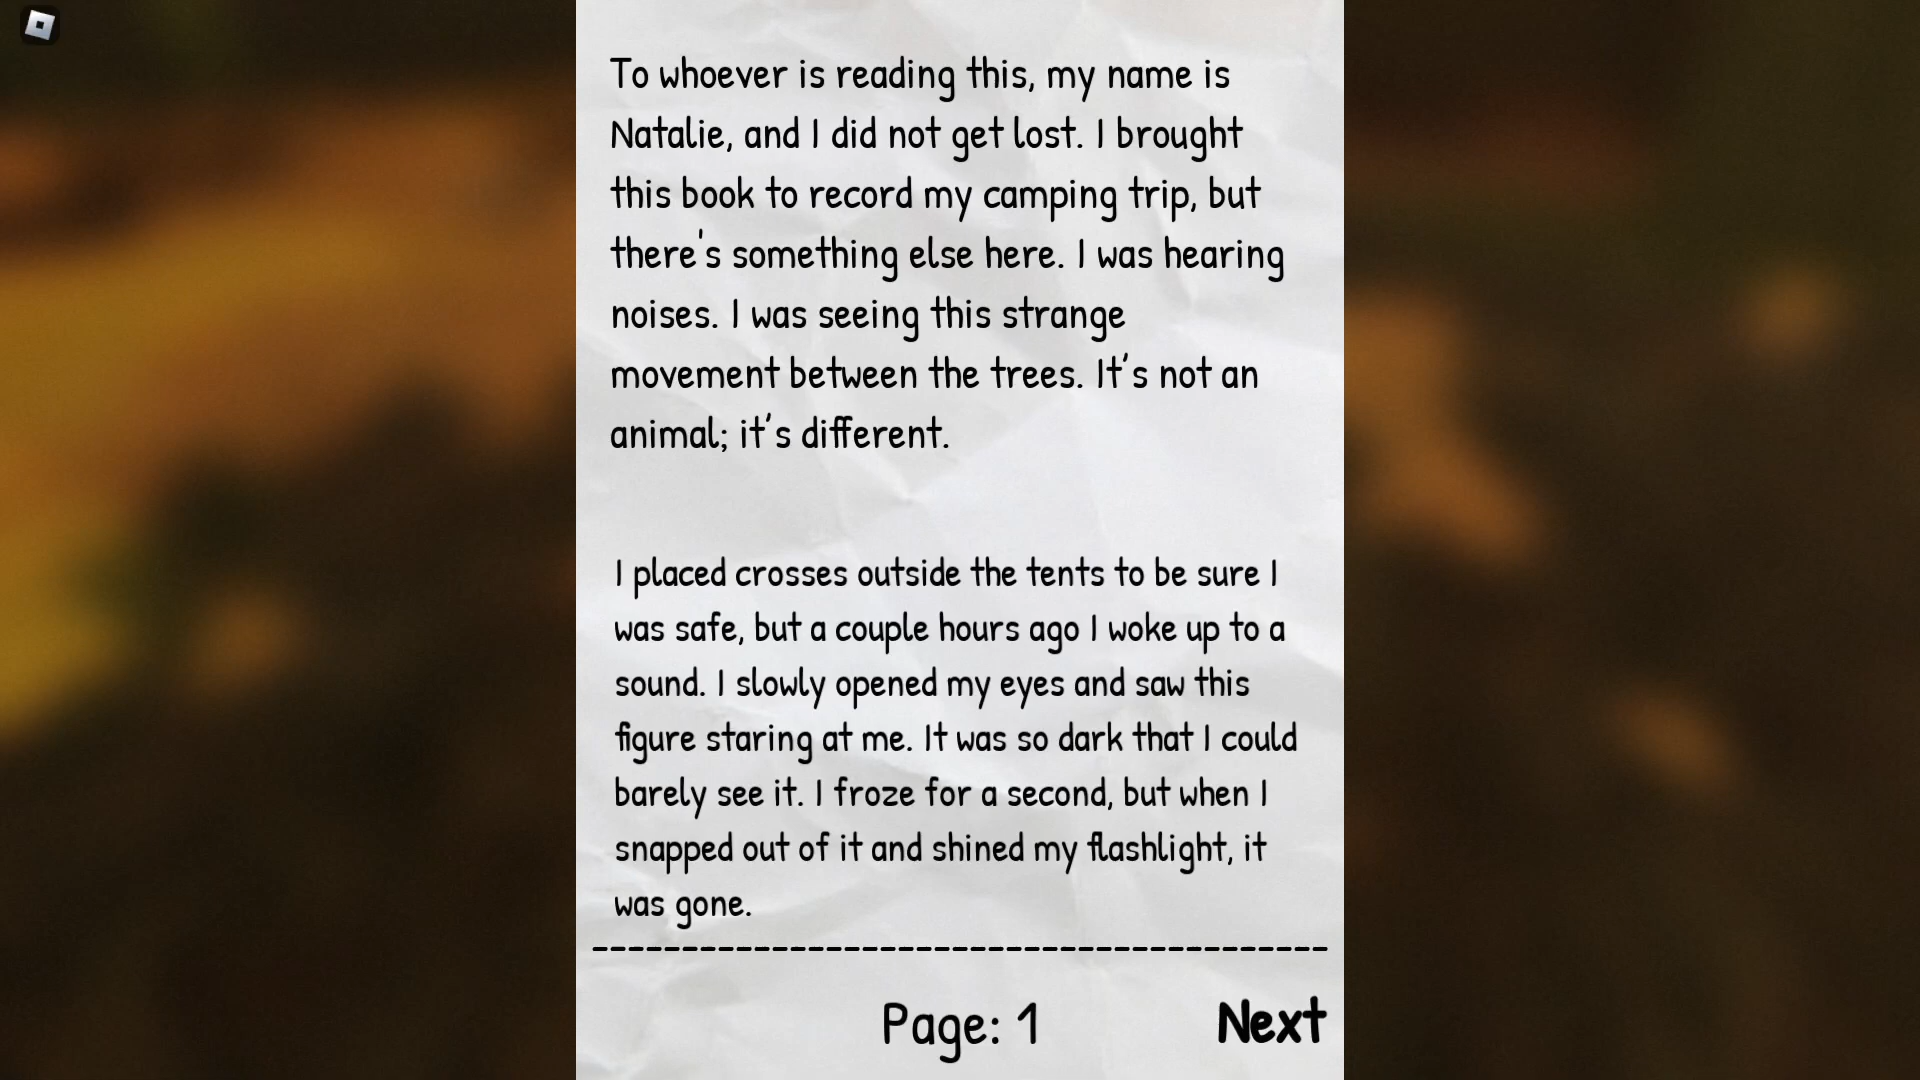 To whoever is reading this, my name is
Natalie, and I did not get lost. I brought
this book to record my camping trip, but
there's something else here. I was hearing
noises. I was seeing this strange
movement between the trees. It's not an
animal; it's different.
I placed crosses outside the tents to be sure I
was safe, but a couple hours ago I woke up to a
sound. I slowly opened my eyes and saw this
figure staring at me. It was so dark that I could
barely see it. I froze for a second, but when I
snapped out of it and shined my flashlight, it
was gone.
-----------------------------------------
Page: 1
Next